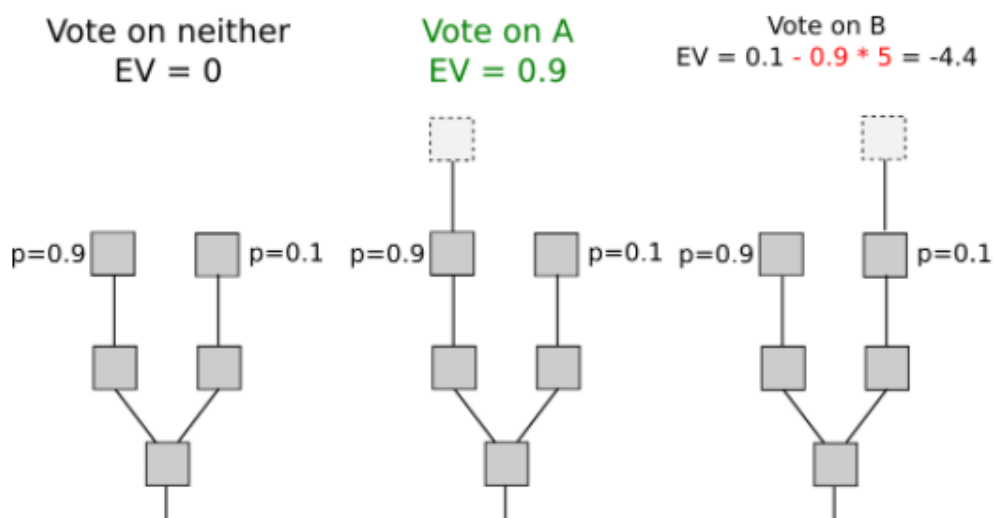 Vote on neither
EV = 0
Vote on A
EV = 0.9
Vote on B
EV = 0.1 - 0.9 * 5 = -4.4
p=0.9
p=0.1
p=0.9
p=0.1
p=0.9
p=0.1